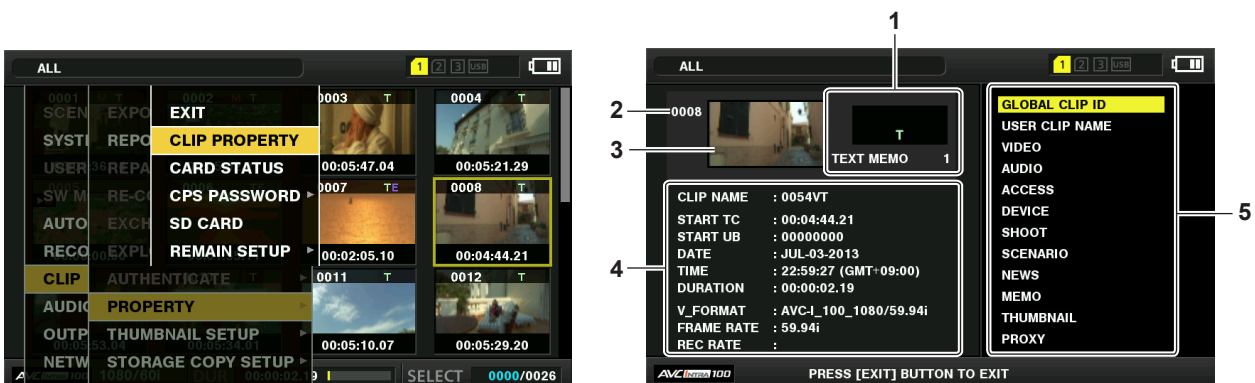 ALL
1 2 3 USB
0001 M T 0002 M T 0003 T 0004 T
SCEN EXPO EXIT
SYSTI REPO CLIP PROPERTY
USER REPA CARD STATUS 00:05:47.04 00:05:21.29
SW M RE-C CPS PASSWORD 0007 TE 0008 T
AUTO EXCH SD CARD
RECO EXPL REMAIN SETUP 00:02:05.10 00:04:44.21
CLIP AUTHENTICATE 0011 T 0012 T
AUDIO PROPERTY
OUTP THUMBNAIL SETUP 00:05:10.07 00:05:29.20
NETW STORAGE COPY SETUP
1080/60i DUR 00:00:02.19 SELECT 0000/0026
1
ALL
1 2 3 USB
2
0008
3
T
TEXT MEMO 1
4
CLIP NAME : 0054VT
START TC : 00:04:44.21
START UB : 00000000
DATE : JUL-03-2013
TIME : 22:59:27 (GMT+09:00)
DURATION : 00:00:02.19
V_FORMAT : AVC-I_100_1080/59.94i
FRAME RATE : 59.94i
REC RATE :
GLOBAL CLIP ID
USER CLIP NAME
VIDEO
AUDIO
ACCESS
DEVICE
SHOOT
SCENARIO
NEWS
MEMO
THUMBNAIL
PROXY
5
AVC INTRA 100 PRESS [EXIT] BUTTON TO EXIT